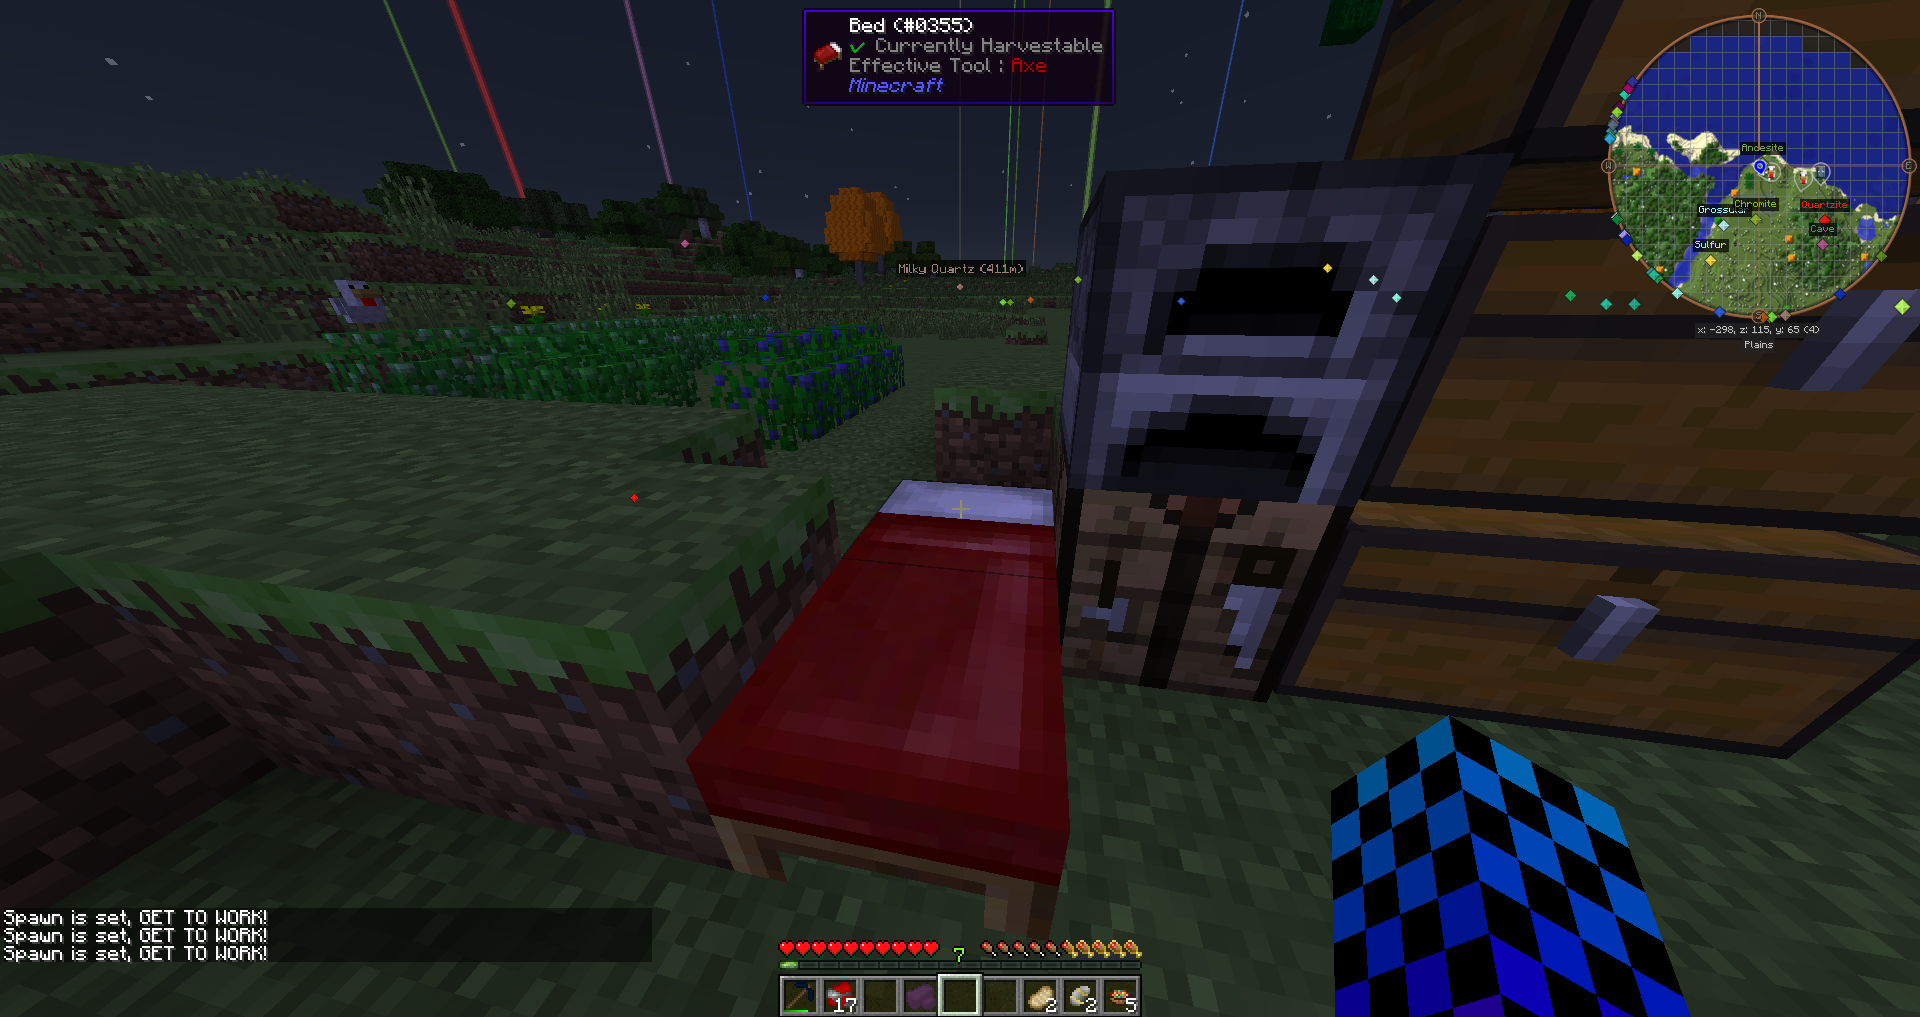 Bed (#0355)
✓ Currently Harvestable
Effective Tool : Axe
Minecraft
N
W
E
S
Andesite
Chromite
Quartzite
Cave
Sulfur
x: -298, z: 115, y: 65 (4)
Plains
Milky Quartz (411m)
Spawn is set, GET TO WORK!
Spawn is set, GET TO WORK!
Spawn is set, GET TO WORK!
7
17
2
2
5